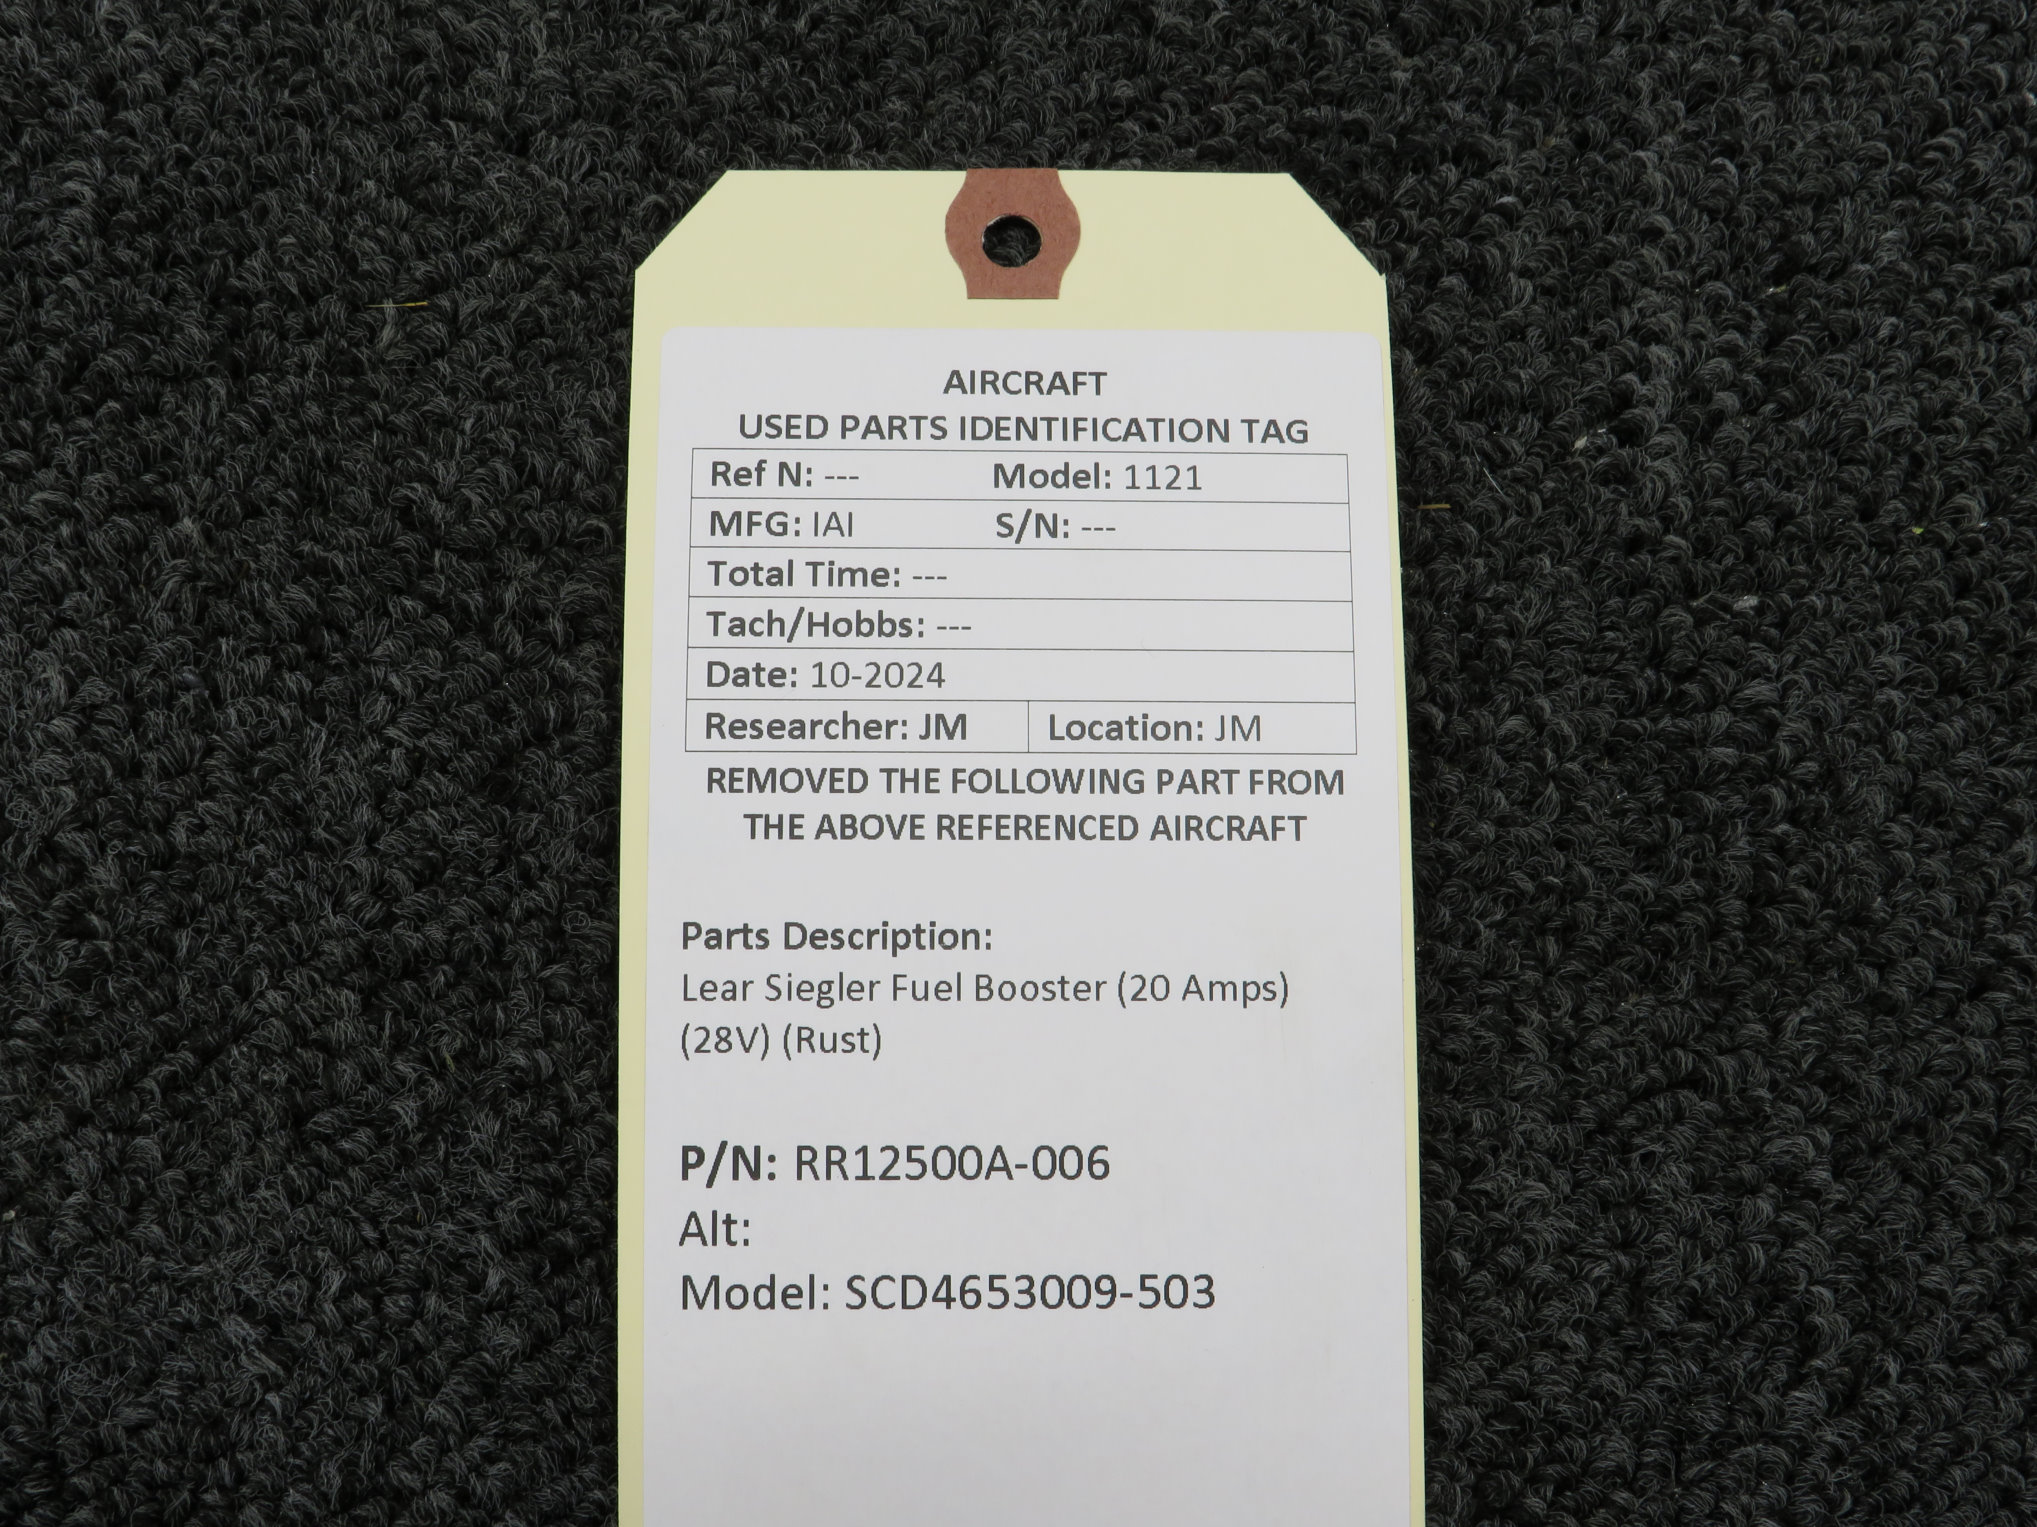 AIRCRAFT
USED PARTS IDENTIFICATION TAG
Ref N: --- Model: 1121
MFG: IAI S/N: ---
Total Time: ---
Tach/Hobbs: ---
Date: 10-2024
Researcher: JM Location: JM
REMOVED THE FOLLOWING PART FROM
THE ABOVE REFERENCED AIRCRAFT
Parts Description:
Lear Siegler Fuel Booster (20 Amps)
(28V) (Rust)
P/N: RR12500A-006
Alt:
Model: SCD4653009-503